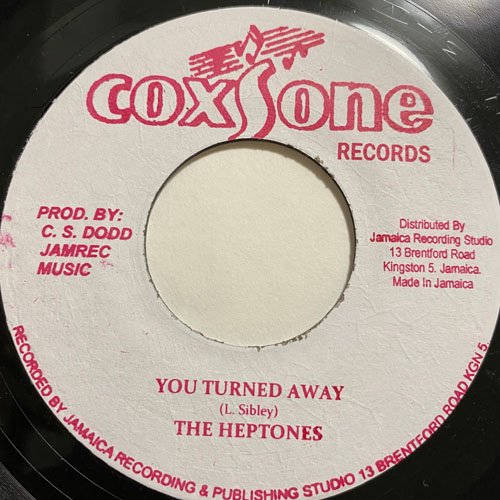 coxsone
RECORDS
PROD. BY:
C. S. DODD
JAMREC
MUSIC
Distributed By
Jamaica Recording Studio
13 Brentford Road
Kingston 5. Jamaica.
Made In Jamaica
YOU TURNED AWAY
(L. Sibley)
THE HEPTONES
RECORDED BY JAMAICA RECORDING & PUBLISHING STUDIO 13 BRENTFORD ROAD KGN 5